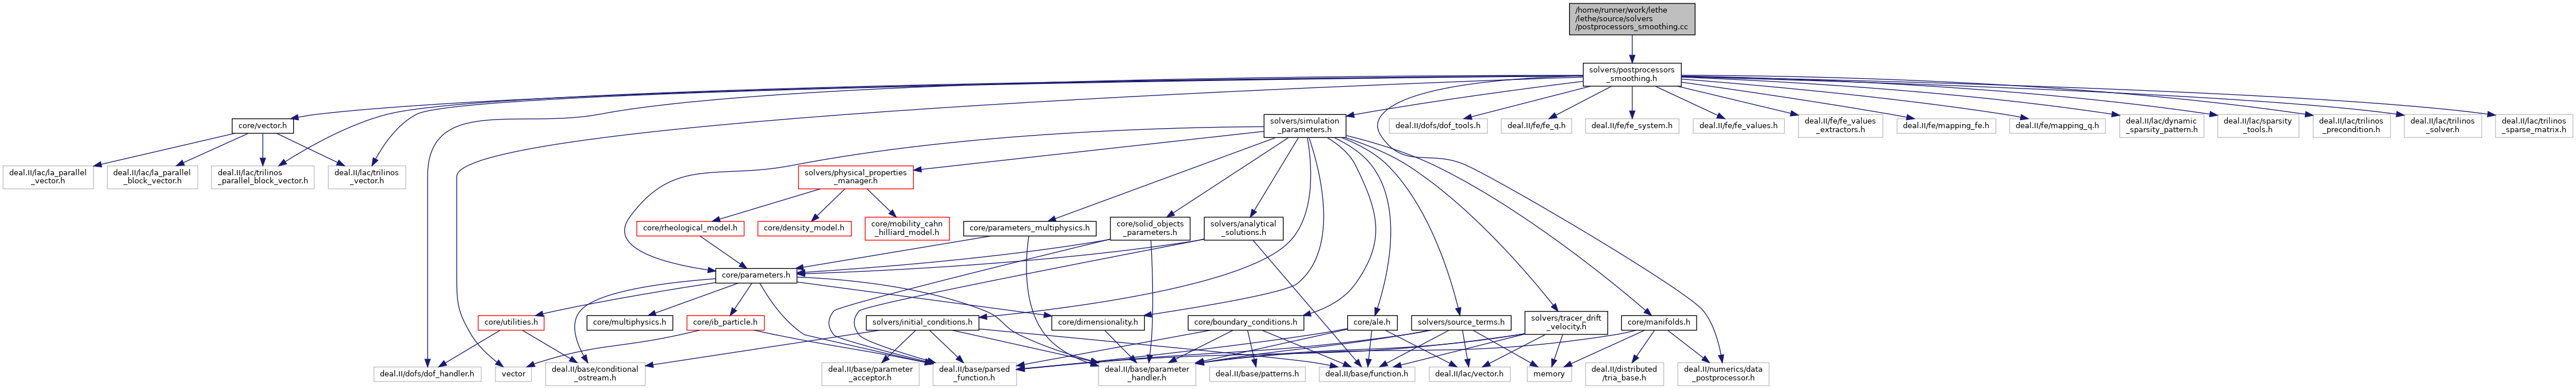 /home/runner/work/lethe
/lethe/source/solvers
/postprocessors_smoothing.cc
solvers/postprocessors
_smoothing.h
core/vector.h
solvers/simulation
_parameters.h
deal.II/dofs/dof_tools.h
deal.II/fe/fe_q.h
deal.II/fe/fe_system.h
deal.II/fe/fe_values.h
deal.II/fe/fe_values
_extractors.h
deal.II/fe/mapping_fe.h
deal.II/fe/mapping_q.h
deal.II/lac/dynamic
_sparsity_pattern.h
deal.II/lac/sparsity
_tools.h
deal.II/lac/trilinos
_precondition.h
deal.II/lac/trilinos
_solver.h
deal.II/lac/trilinos
_sparse_matrix.h
deal.II/lac/la_parallel
_vector.h
deal.II/lac/la_parallel
_block_vector.h
deal.II/lac/trilinos
_parallel_block_vector.h
deal.II/lac/trilinos
_vector.h
solvers/physical_properties
_manager.h
core/rheological_model.h
core/density_model.h
core/mobility_cahn
_hilliard_model.h
core/parameters_multiphysics.h
core/solid_objects
_parameters.h
solvers/analytical
_solutions.h
core/parameters.h
core/utilities.h
core/multiphysics.h
core/ib_particle.h
solvers/initial_conditions.h
core/dimensionality.h
core/boundary_conditions.h
core/ale.h
solvers/source_terms.h
solvers/tracer_drift
_velocity.h
core/manifolds.h
deal.II/dofs/dof_handler.h
vector
deal.II/base/conditional
_ostream.h
deal.II/base/parameter
_acceptor.h
deal.II/base/parsed
_function.h
deal.II/base/parameter
_handler.h
deal.II/base/patterns.h
deal.II/base/function.h
deal.II/lac/vector.h
memory
deal.II/distributed
/tria_base.h
deal.II/numerics/data
_postprocessor.h